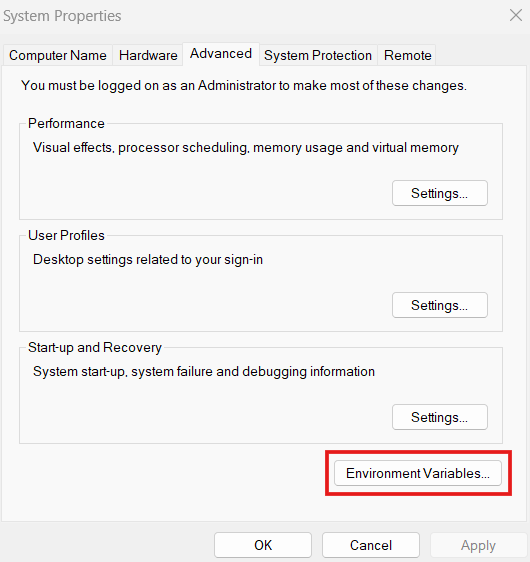 System Properties
Computer Name Hardware Advanced System Protection Remote
You must be logged on as an Administrator to make most of these changes.
Performance
Visual effects, processor scheduling, memory usage and virtual memory
Settings...
User Profiles
Desktop settings related to your sign-in
Settings...
Start-up and Recovery
System start-up, system failure and debugging information
Settings...
Environment Variables...
OK Cancel Apply